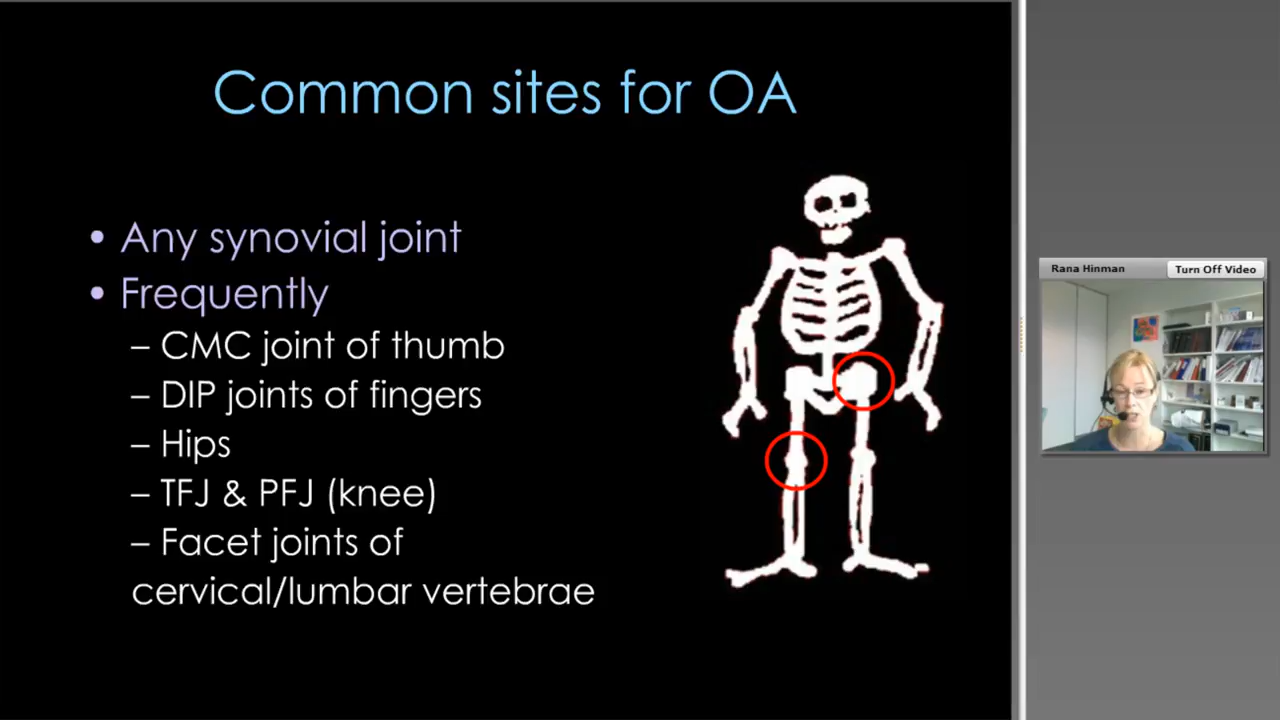 Common sites for OA
• Any synovial joint
• Frequently
– CMC joint of thumb
– DIP joints of fingers
– Hips
– TFJ & PFJ (knee)
– Facet joints of
cervical/lumbar vertebrae
Rana Hinman
Turn Off Video